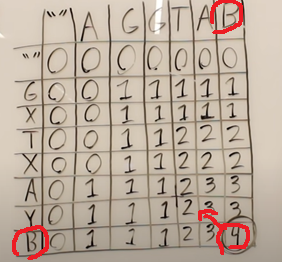 "" A G G T A B
"" 0 0 0 0 0 0 0
G 0 0 1 1 1 1 1
X 0 0 1 1 1 1 1
T 0 0 1 1 2 2 2
X 0 0 1 1 2 2 2
A 0 1 1 1 2 3 3
Y 0 1 1 1 2 3 3
B 0 1 1 1 2 3 4